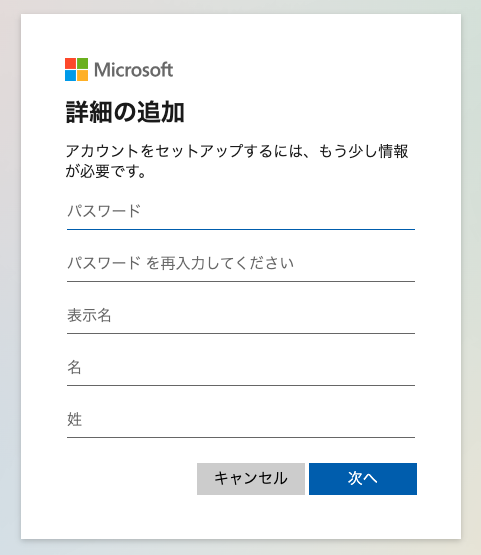 Microsoft
詳細の追加
アカウントをセットアップするには、もう少し情報
が必要です。
パスワード
パスワード を再入力してください
表示名
名
姓
キャンセル
次へ